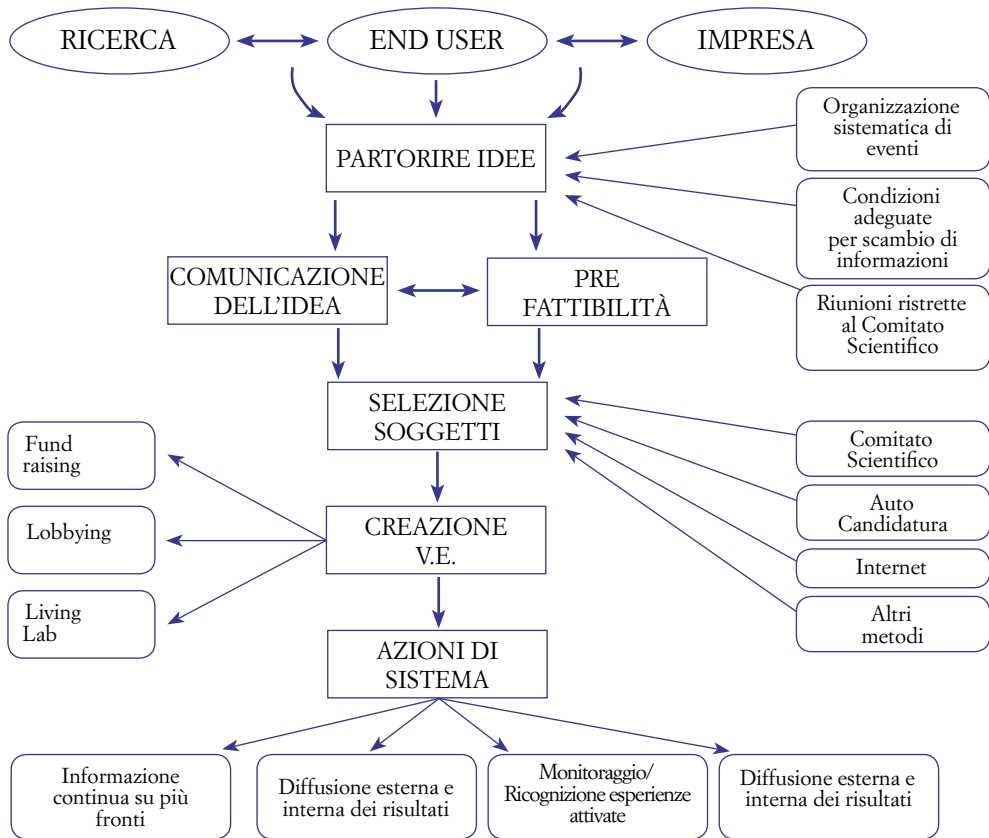 RICERCA
END USER
IMPRESA
PARTORIRE IDEE
Organizzazione
sistematica di
eventi
Condizioni
adeguate
per scambio di
informazioni
Riunioni ristrette
al Comitato
Scientifico
COMUNICAZIONE
DELL'IDEA
PRE
FATTIBILITÀ
SELEZIONE
SOGGETTI
Comitato
Scientifico
Auto
Candidatura
Internet
Altri
metodi
Fund
raising
Lobbying
Living
Lab
CREAZIONE
V.E.
AZIONI DI
SISTEMA
Informazione
continua su più
fronti
Diffusione esterna e
interna dei risultati
Monitoraggio/
Ricognizione esperienze
attivate
Diffusione esterna e
interna dei risultati